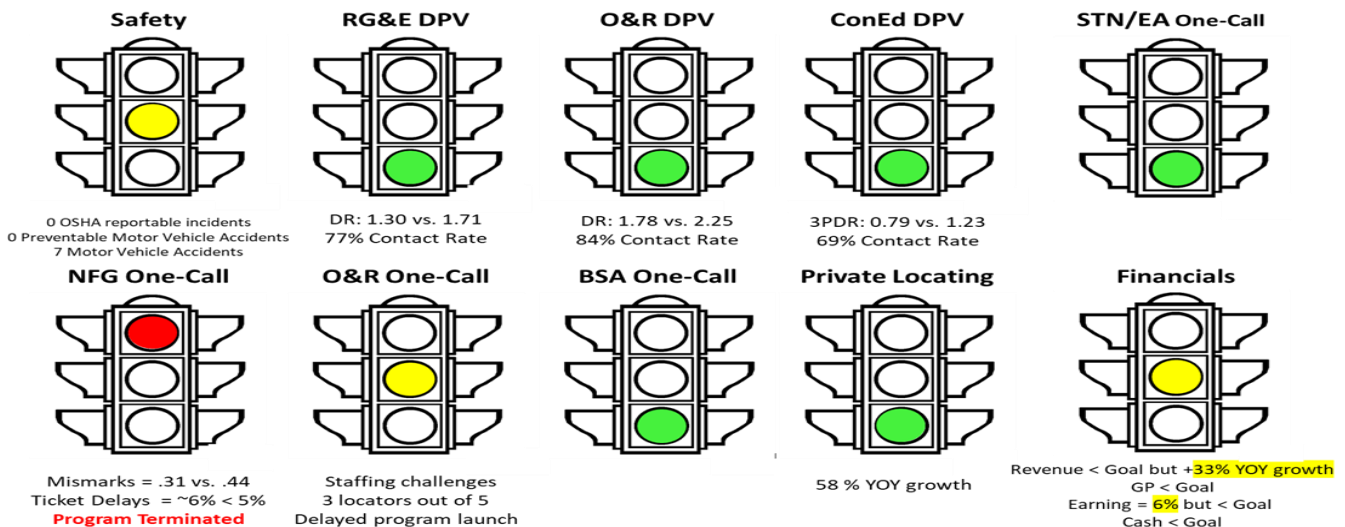 Safety
RG&E DPV
O&R DPV
ConEd DPV
STN/EA One-Call
0 OSHA reportable incidents
0 Preventable Motor Vehicle Accidents
7 Motor Vehicle Accidents
DR: 1.30 vs. 1.71
77% Contact Rate
DR: 1.78 vs. 2.25
84% Contact Rate
3PDR: 0.79 vs. 1.23
69% Contact Rate
NFG One-Call
O&R One-Call
BSA One-Call
Private Locating
Financials
Mismarks = .31 vs. .44
Ticket Delays = ~6% < 5%
Program Terminated
Staffing challenges
3 locators out of 5
Delayed program launch
58 % YOY growth
Revenue < Goal but +33% YOY growth
GP < Goal
Earning = 6% but < Goal
Cash < Goal